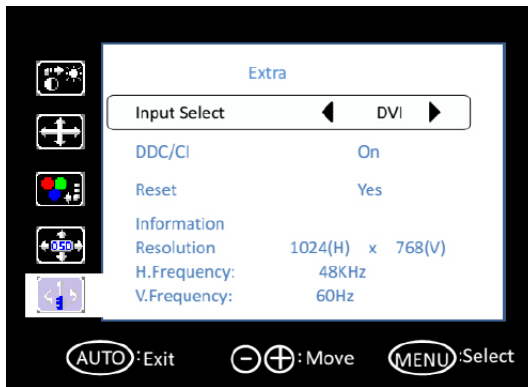 Extra
Input Select DVI
DDC/CI On
Reset Yes
Information
Resolution 1024(H) x 768(V)
H.Frequency: 48KHz
V.Frequency: 60Hz
OSD
AUTO : Exit - + : Move MENU :Select